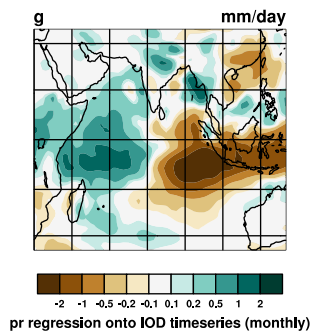 g mm/day
-2 -1 -0.5 -0.2 -0.1 0.1 0.2 0.5 1 2
pr regression onto IOD timeseries (monthly)